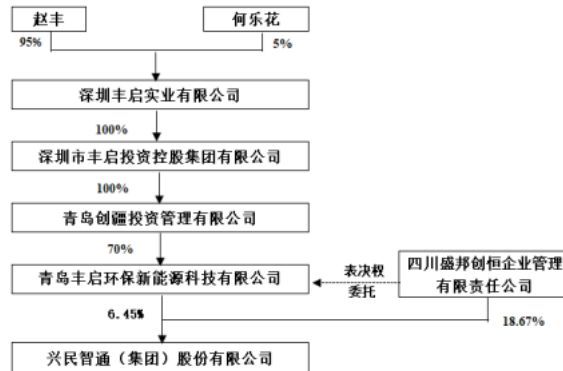 赵丰
何乐花
95%
5%
深圳丰启实业有限公司
100%
深圳市丰启投资控股集团有限公司
100%
青岛创疆投资管理有限公司
70%
青岛丰启环保新能源科技有限公司
表决权
委托
四川盛邦创恒企业管理
有限责任公司
6.45%
18.67%
兴民智通（集团）股份有限公司